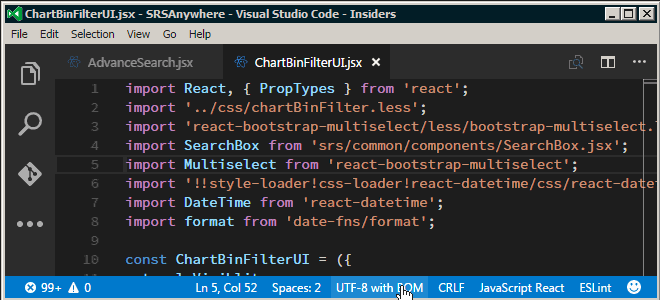 ChartBinFilterUI.jsx - SRSAnywhere - Visual Studio Code - Insiders
File Edit Selection View Go Help
AdvanceSearch.jsx ChartBinFilterUI.jsx
1 import React, { PropTypes } from 'react';
2 import '../css/chartBinFilter.less';
3 import 'react-bootstrap-multiselect/less/bootstrap-multiselect.l
4 import SearchBox from 'srs/common/components/SearchBox.jsx';
5 import Multiselect from 'react-bootstrap-multiselect';
6 import '!!style-loader!css-loader!react-datetime/css/react-datet
7 import DateTime from 'react-datetime';
8 import format from 'date-fns/format';
9
10 const ChartBinFilterUI = ({
99+ 0 Ln 5, Col 52 Spaces: 2 UTF-8 with BOM CRLF JavaScript React ESLint